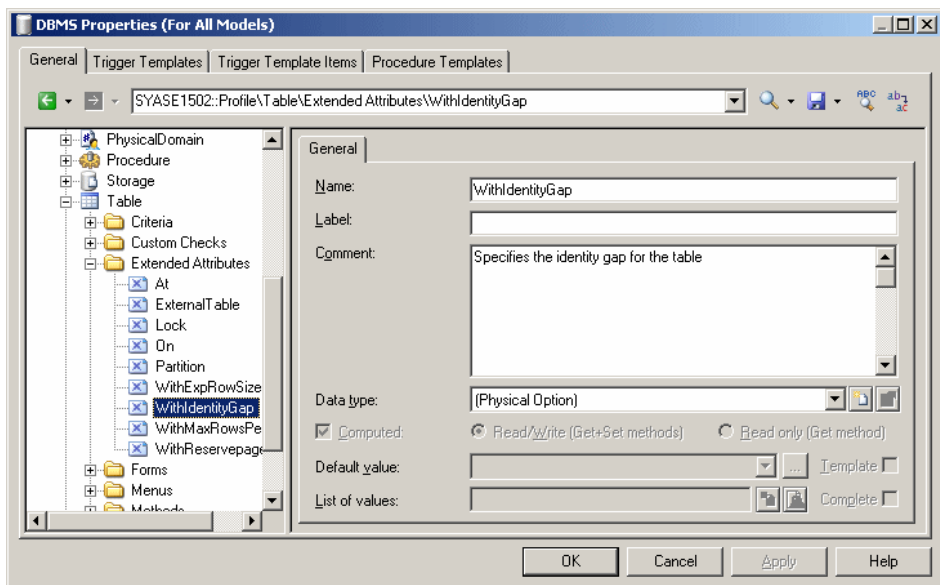 DBMS Properties (For All Models)
General Trigger Templates Trigger Template Items Procedure Templates
SYASE1502::Profile\Table\Extended Attributes\WithIdentityGap
ABC
ab
ac
PhysicalDomain
Procedure
Storage
Table
Criteria
Custom Checks
Extended Attributes
At
ExternalTable
Lock
On
Partition
WithExpRowSize
WithIdentityGap
WithMaxRowsPe
WithReservepage
Forms
Menus
Methods
General
Name: WithIdentityGap
Label:
Comment: Specifies the identity gap for the table
Data type: (Physical Option)
Computed: Read/Write (Get+Set methods) Read only (Get method)
Default value: ... Template
List of values: Complete
OK Cancel Apply Help